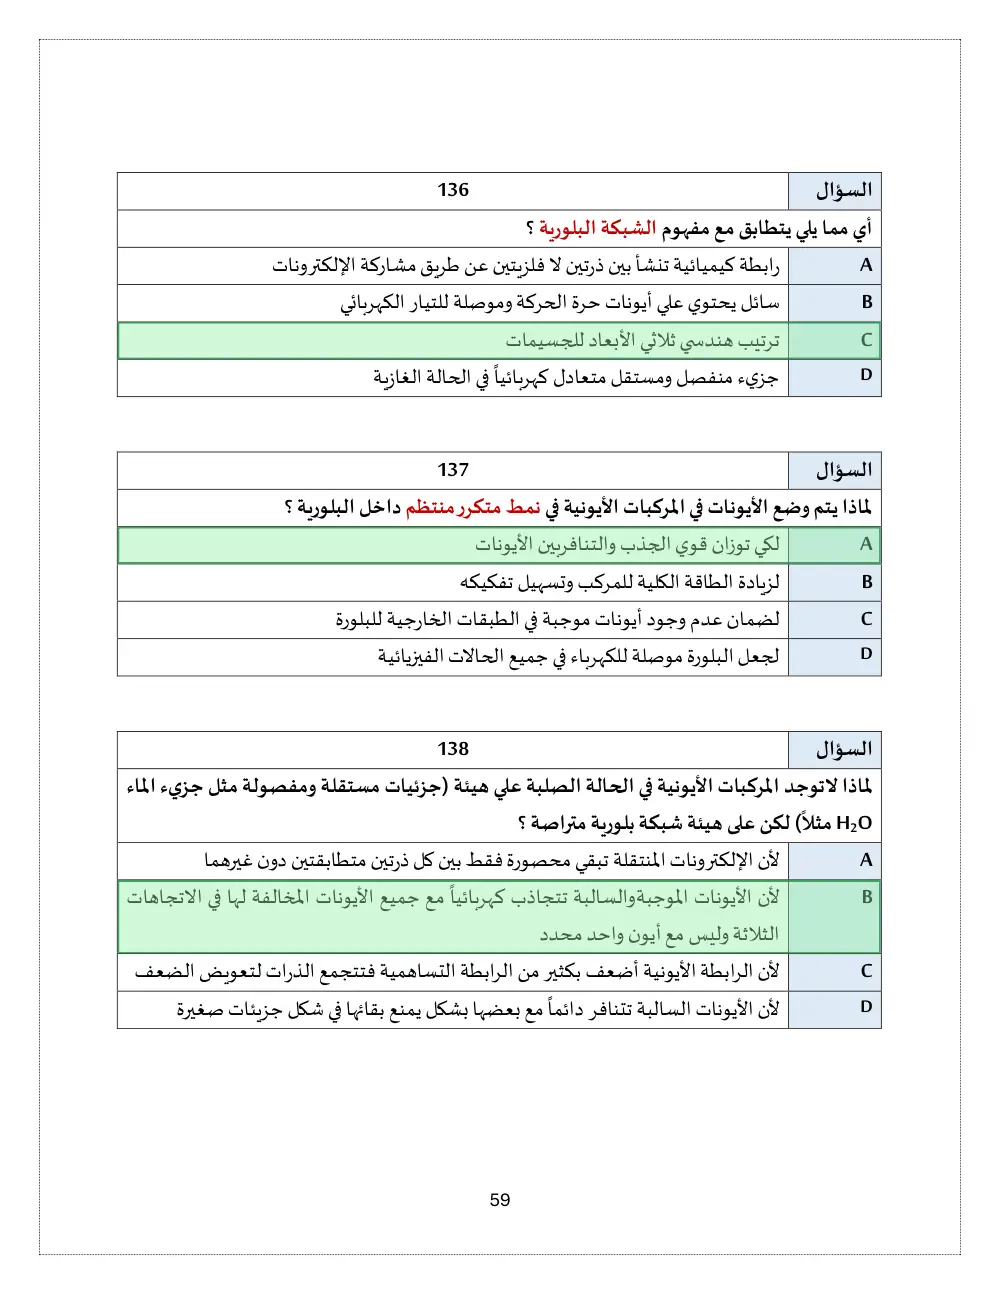 السؤال 136
أي مما يلي يتطابق مع مفهوم الشبكة البلورية ؟
A رابطة كيميائية تنشأ بين ذرتين لا فلزيتين عن طريق مشاركة الإلكترونات
B سائل يحتوي علي أيونات حرة الحركة وموصلة للتيار الكهربائي
C ترتيب هندسي ثلاثي الأبعاد للجسيمات
D جزيء منفصل ومستقل متعادل كهربائياً في الحالة الغازية
السؤال 137
لماذا يتم وضع الأيونات في المركبات الأيونية في نمط متكرر منتظم داخل البلورية ؟
A لكي توزان قوي الجذب والتنافربين الأيونات
B لزيادة الطاقة الكلية للمركب وتسهيل تفكيكه
C لضمان عدم وجود أيونات موجبة في الطبقات الخارجية للبلورة
D لجعل البلورة موصلة للكهرباء في جميع الحالات الفيزيائية
السؤال 138
لماذا لاتوجد المركبات الأيونية في الحالة الصلبة علي هيئة (جزئيات مستقلة ومفصولة مثل جزيء الماء
H₂O مثلاً) لكن على هيئة شبكة بلورية متراصة ؟
A لأن الإلكترونات المنتقلة تبقي محصورة فقط بين كل ذرتين متطابقتين دون غيرهما
B لأن الأيونات الموجبةوالسالبة تتجاذب كهربائياً مع جميع الأيونات المخالفة لها في الاتجاهات
الثلاثة وليس مع أيون واحد محدد
C لأن الرابطة الأيونية أضعف بكثير من الرابطة التساهمية فتتجمع الذرات لتعويض الضعف
D لأن الأيونات السالبة تتنافر دائماً مع بعضها بشكل يمنع بقائها في شكل جزيئات صغيرة
59